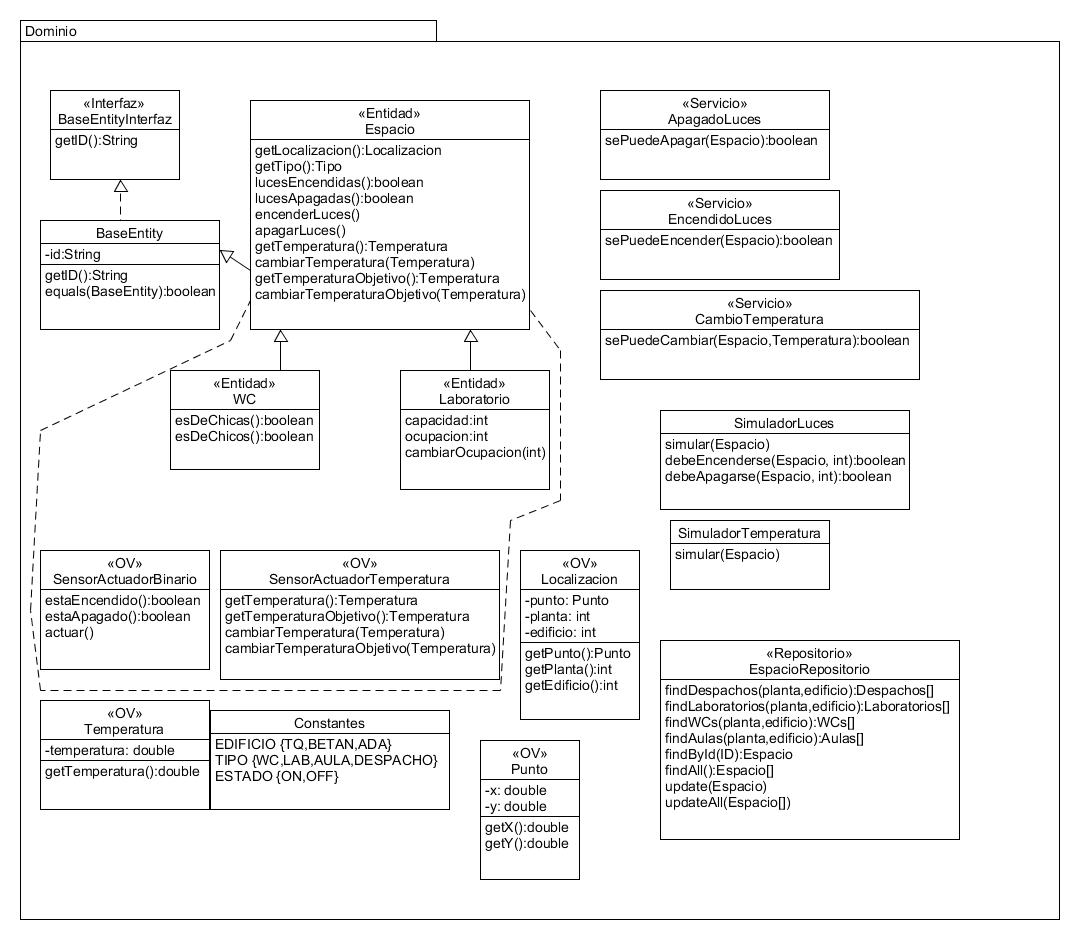 Dominio
«Interfaz»
BaseEntityInterfaz
getID():String
BaseEntity
-id:String
getID():String
equals(BaseEntity):boolean
«Entidad»
Espacio
getLocalizacion():Localizacion
getTipo():Tipo
lucesEncendidas():boolean
lucesApagadas():boolean
encenderLuces()
apagarLuces()
getTemperatura():Temperatura
cambiarTemperatura(Temperatura)
getTemperaturaObjetivo():Temperatura
cambiarTemperaturaObjetivo(Temperatura)
«Servicio»
ApagadoLuces
sePuedeApagar(Espacio):boolean
«Servicio»
EncendidoLuces
sePuedeEncender(Espacio):boolean
«Servicio»
CambioTemperatura
sePuedeCambiar(Espacio,Temperatura):boolean
«Entidad»
WC
esDeChicas():boolean
esDeChicos():boolean
«Entidad»
Laboratorio
capacidad:int
ocupacion:int
cambiarOcupacion(int)
SimuladorLuces
simular(Espacio)
debeEncenderse(Espacio, int):boolean
debeApagarse(Espacio, int):boolean
SimuladorTemperatura
simular(Espacio)
«OV»
SensorActuadorBinario
estaEncendido():boolean
estaApagado():boolean
actuar()
«OV»
SensorActuadorTemperatura
getTemperatura():Temperatura
getTemperaturaObjetivo():Temperatura
cambiarTemperatura(Temperatura)
cambiarTemperaturaObjetivo(Temperatura)
«OV»
Localizacion
-punto: Punto
-planta: int
-edificio: int
getPunto():Punto
getPlanta():int
getEdificio():int
«Repositorio»
EspacioRepositorio
findDespachos(planta,edificio):Despachos[]
findLaboratorios(planta,edificio):Laboratorios[]
findWCs(planta,edificio):WCs[]
findAulas(planta,edificio):Aulas[]
findById(ID):Espacio
findAll():Espacio[]
update(Espacio)
updateAll(Espacio[])
«OV»
Temperatura
-temperatura: double
getTemperatura():double
Constantes
EDIFICIO {TQ,BETAN,ADA}
TIPO {WC,LAB,AULA,DESPACHO}
ESTADO {ON,OFF}
«OV»
Punto
-x: double
-y: double
getX():double
getY():double